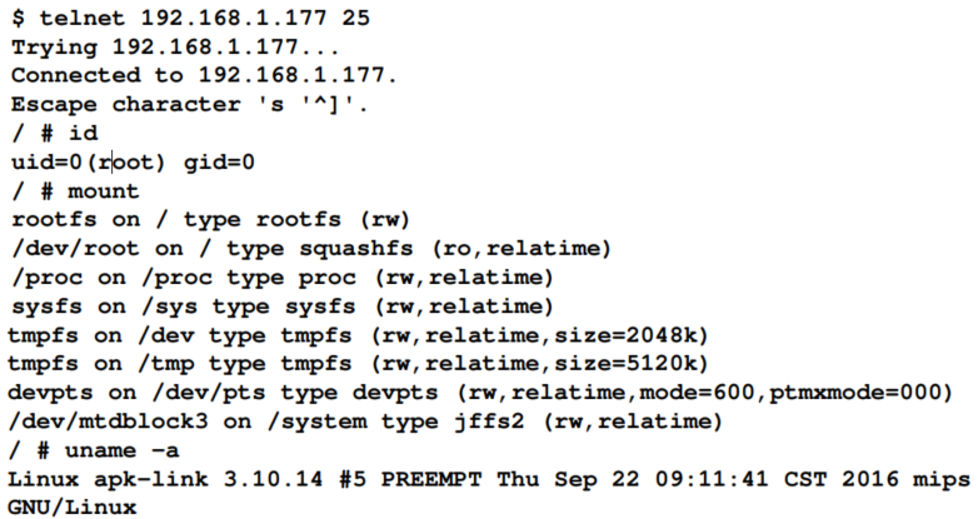 $ telnet 192.168.1.177 25
Trying 192.168.1.177...
Connected to 192.168.1.177.
Escape character 's '^]'.
/ # id
uid=0(root) gid=0
/ # mount
rootfs on / type rootfs (rw)
/dev/root on / type squashfs (ro,relatime)
/proc on /proc type proc (rw,relatime)
sysfs on /sys type sysfs (rw,relatime)
tmpfs on /dev type tmpfs (rw,relatime,size=2048k)
tmpfs on /tmp type tmpfs (rw,relatime,size=5120k)
devpts on /dev/pts type devpts (rw,relatime,mode=600,ptmxmode=000)
/dev/mtdblock3 on /system type jffs2 (rw,relatime)
/ # uname -a
Linux apk-link 3.10.14 #5 PREEMPT Thu Sep 22 09:11:41 CST 2016 mips
GNU/Linux